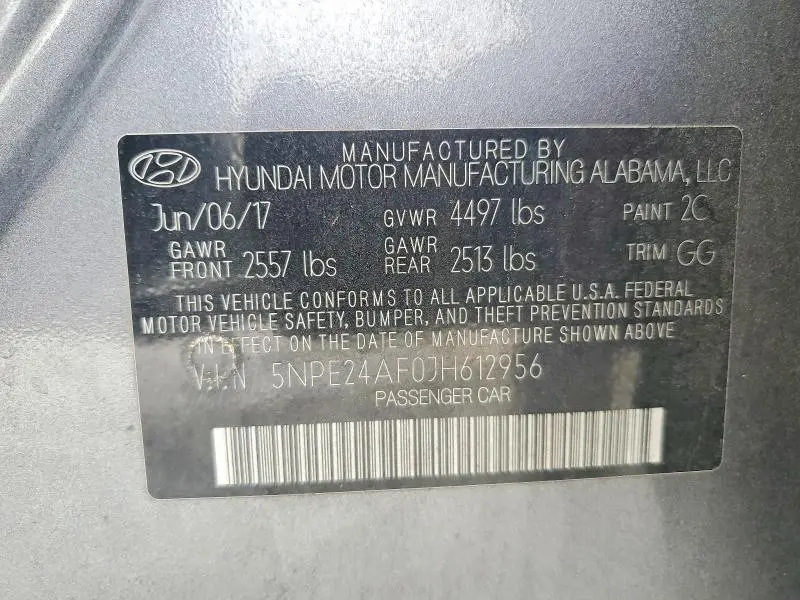 MANUFACTURED BY
HYUNDAI MOTOR MANUFACTURING ALABAMA, LLC
Jun/06/17 GVWR 4497 lbs PAINT 2C
GAWR FRONT 2557 lbs GAWR REAR 2513 lbs TRIM GG
THIS VEHICLE CONFORMS TO ALL APPLICABLE U.S.A. FEDERAL
MOTOR VEHICLE SAFETY, BUMPER, AND THEFT PREVENTION STANDARDS
IN EFFECT ON THE DATE OF MANUFACTURE SHOWN ABOVE
V.I.N 5NPE24AF0JH612956
PASSENGER CAR